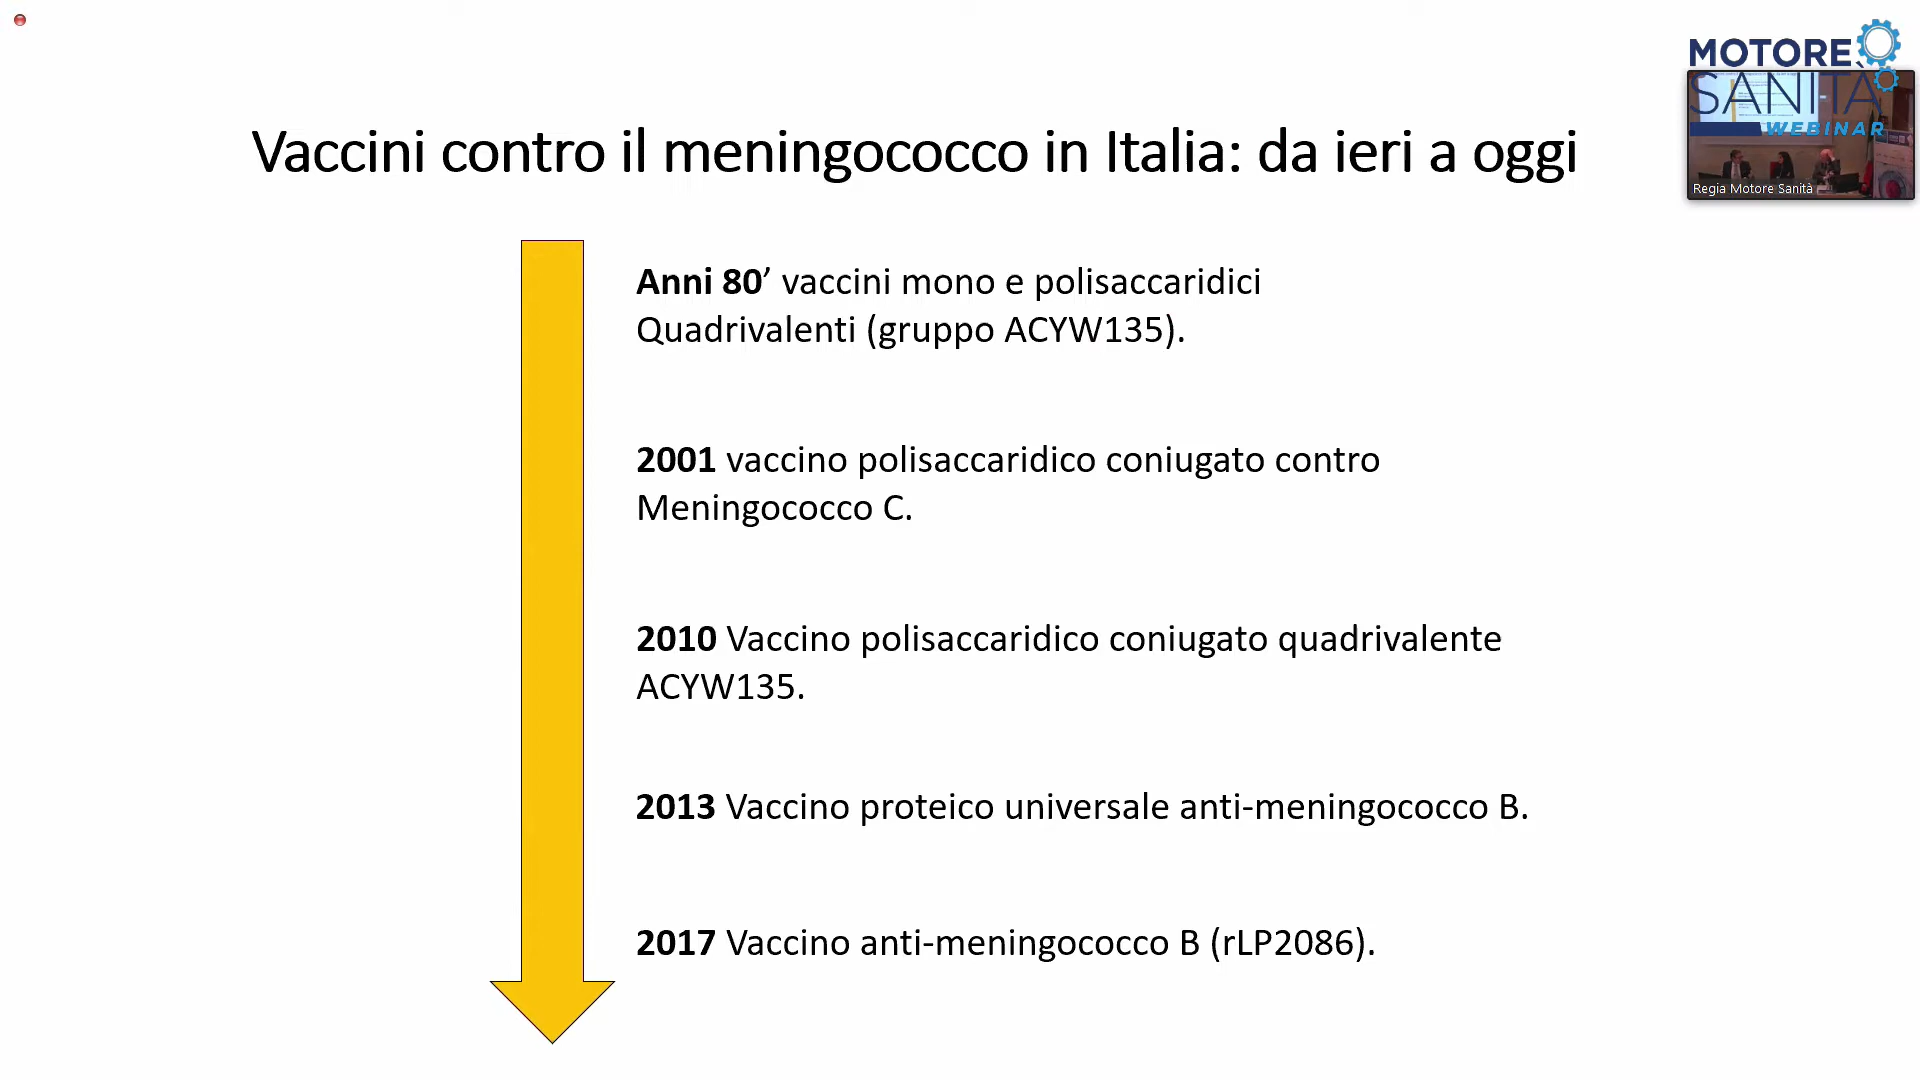 MOTORE
SANITÀ
WEBINAR
Regia Motore Sanità
Vaccini contro il meningococco in Italia: da ieri a oggi
Anni 80’ vaccini mono e polisaccaridici
Quadrivalenti (gruppo ACYW135).
2001 vaccino polisaccaridico coniugato contro
Meningococco C.
2010 Vaccino polisaccaridico coniugato quadrivalente
ACYW135.
2013 Vaccino proteico universale anti-meningococco B.
2017 Vaccino anti-meningococco B (rLP2086).